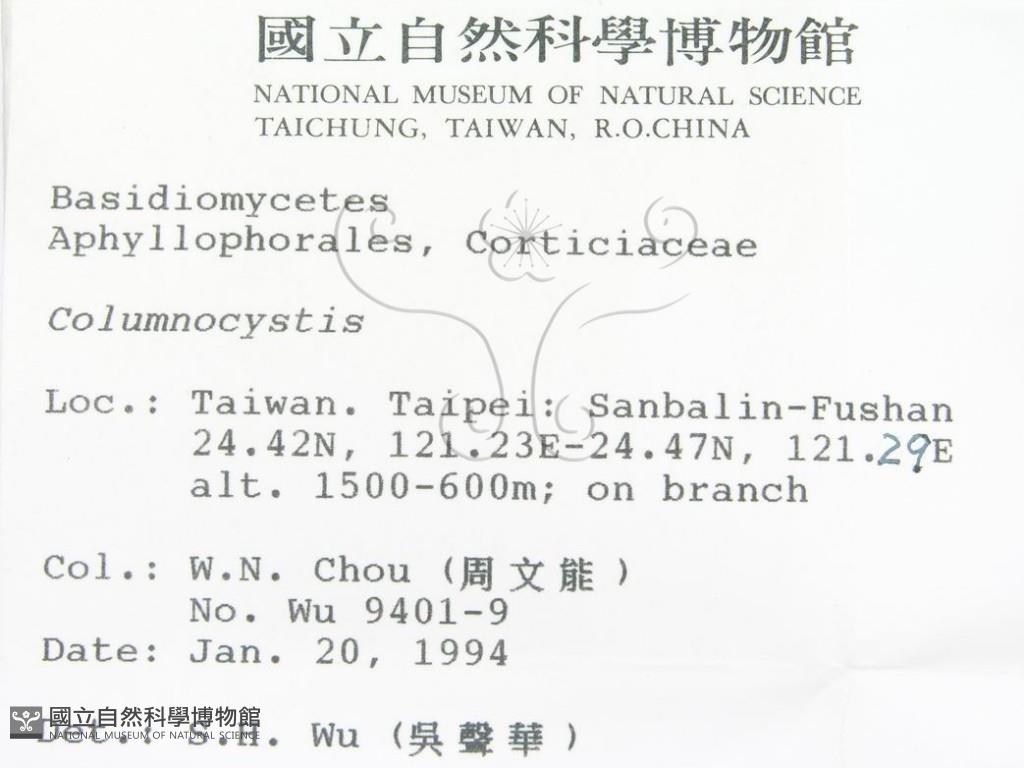 國立自然科學博物館
NATIONAL MUSEUM OF NATURAL SCIENCE
TAICHUNG, TAIWAN, R.O.CHINA
Basidiomycetes
Aphyllophorales, Corticiaceae
Columnocystis
Loc.: Taiwan. Taipei: Sanbalin-Fushan
24.42N, 121.23E-24.47N, 121.29E
alt. 1500-600m; on branch
Col.: W.N. Chou (周文能)
No. Wu 9401-9
Date: Jan. 20, 1994
國立自然科學博物館
NATIONAL MUSEUM OF NATURAL SCIENCE
Det.: S.H. Wu (吳聲華)